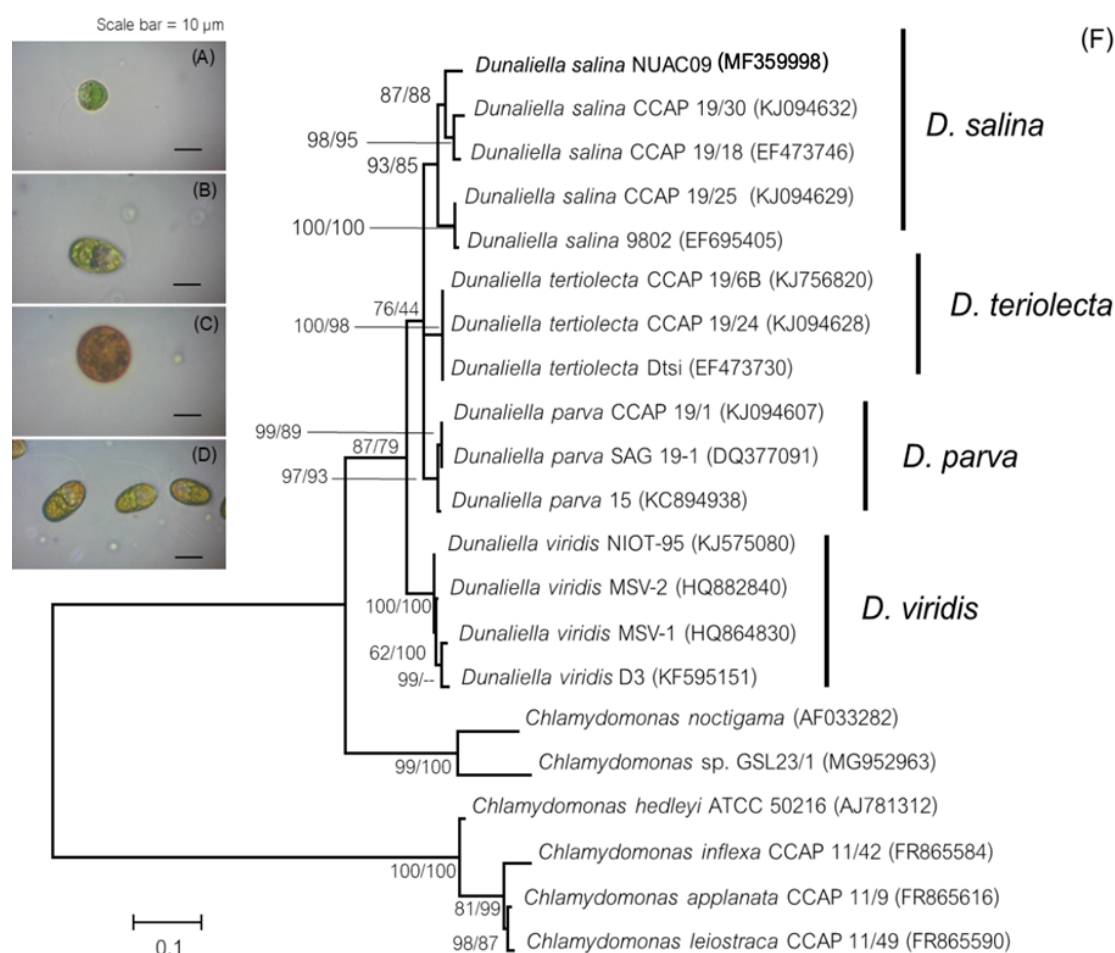 Scale bar = 10 µm
(A)
(B)
(C)
(D)
(F)
Dunaliella salina NUAC09 (MF359998)
87/88
Dunaliella salina CCAP 19/30 (KJ094632)
98/95
Dunaliella salina CCAP 19/18 (EF473746)
93/85
Dunaliella salina CCAP 19/25 (KJ094629)
100/100
Dunaliella salina 9802 (EF695405)
D. salina
Dunaliella tertiolecta CCAP 19/6B (KJ756820)
76/44
100/98
Dunaliella tertiolecta CCAP 19/24 (KJ094628)
Dunaliella tertiolecta Dtsi (EF473730)
D. teriolecta
Dunaliella parva CCAP 19/1 (KJ094607)
99/89
87/79
Dunaliella parva SAG 19-1 (DQ377091)
97/93
Dunaliella parva 15 (KC894938)
D. parva
Dunaliella viridis NIOT-95 (KJ575080)
Dunaliella viridis MSV-2 (HQ882840)
100/100
Dunaliella viridis MSV-1 (HQ864830)
62/100
99/--
Dunaliella viridis D3 (KF595151)
D. viridis
Chlamydomonas noctigama (AF033282)
99/100
Chlamydomonas sp. GSL23/1 (MG952963)
Chlamydomonas hedleyi ATCC 50216 (AJ781312)
100/100
Chlamydomonas inflexa CCAP 11/42 (FR865584)
81/99
Chlamydomonas applanata CCAP 11/9 (FR865616)
98/87
Chlamydomonas leiostraca CCAP 11/49 (FR865590)
0.1